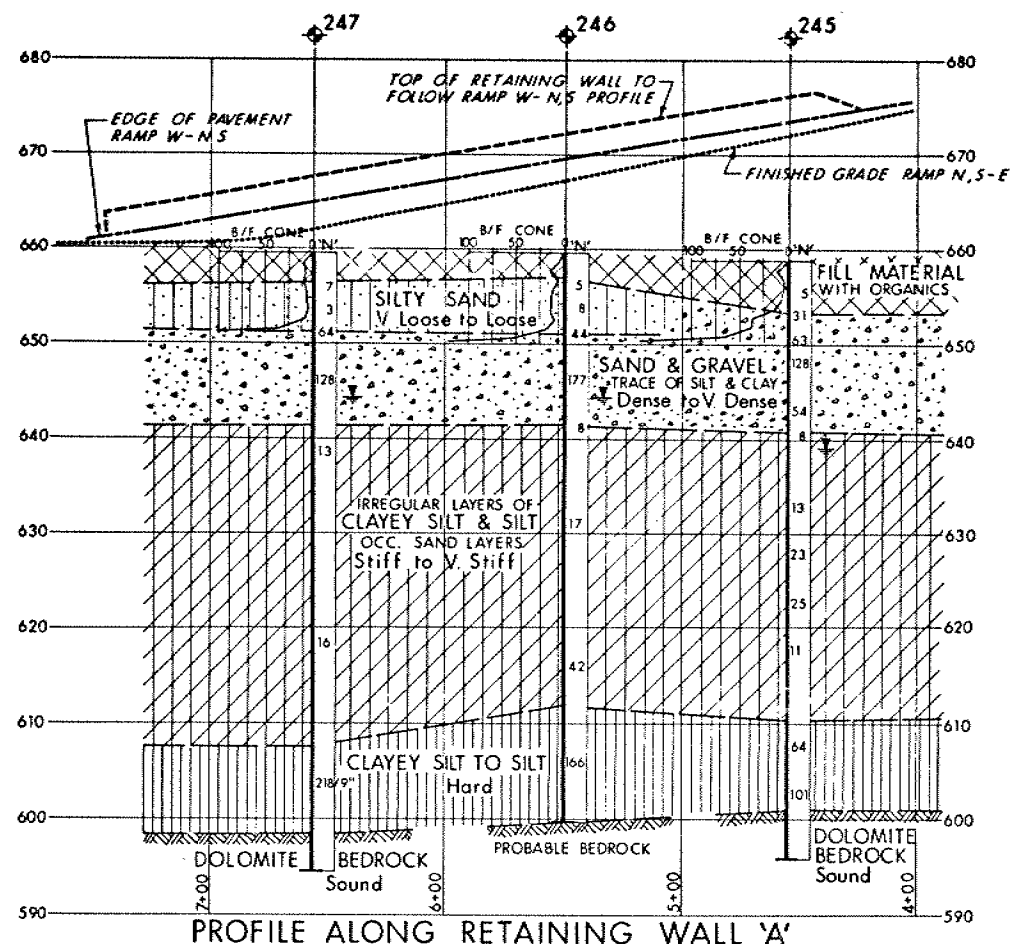 247
246
245
680
680
TOP OF RETAINING WALL TO
FOLLOW RAMP W-N,S PROFILE
EDGE OF PAVEMENT
RAMP W-N S
670
670
FINISHED GRADE RAMP N,S-E
B/F CONE
B/F CONE
B/F CONE
660
100 50 0 'N'
100 50 0 'N'
100 50 0 'N'
660
FILL MATERIAL
WITH ORGANICS
7
5
5
SILTY SAND
V. Loose to Loose
3
8
31
64
44
63
650
650
SAND & GRAVEL
TRACE OF SILT & CLAY
Dense to V. Dense
128
177
128
54
8
8
640
640
13
IRREGULAR LAYERS OF
CLAYEY SILT & SILT
OCC. SAND LAYERS
Stiff to V. Stiff
17
13
630
630
23
25
620
620
16
42
11
610
610
64
CLAYEY SILT TO SILT
Hard
218/9"
166
101
600
600
DOLOMITE BEDROCK
Sound
PROBABLE BEDROCK
DOLOMITE
BEDROCK
Sound
7+00
6+00
5+00
4+00
590
590
PROFILE ALONG RETAINING WALL 'A'